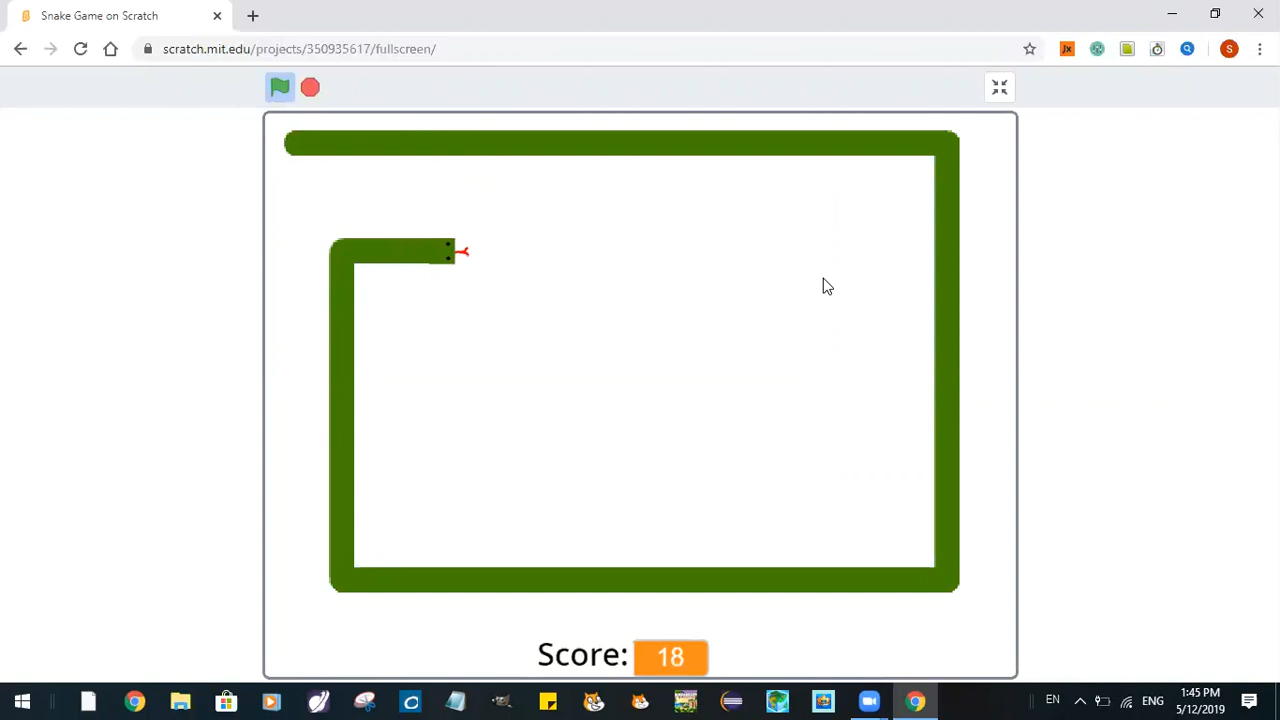 Snake Game on Scratch
scratch.mit.edu/projects/350935617/fullscreen/
Jx
S
Score: 18
EN
ENG
1:45 PM
5/12/2019